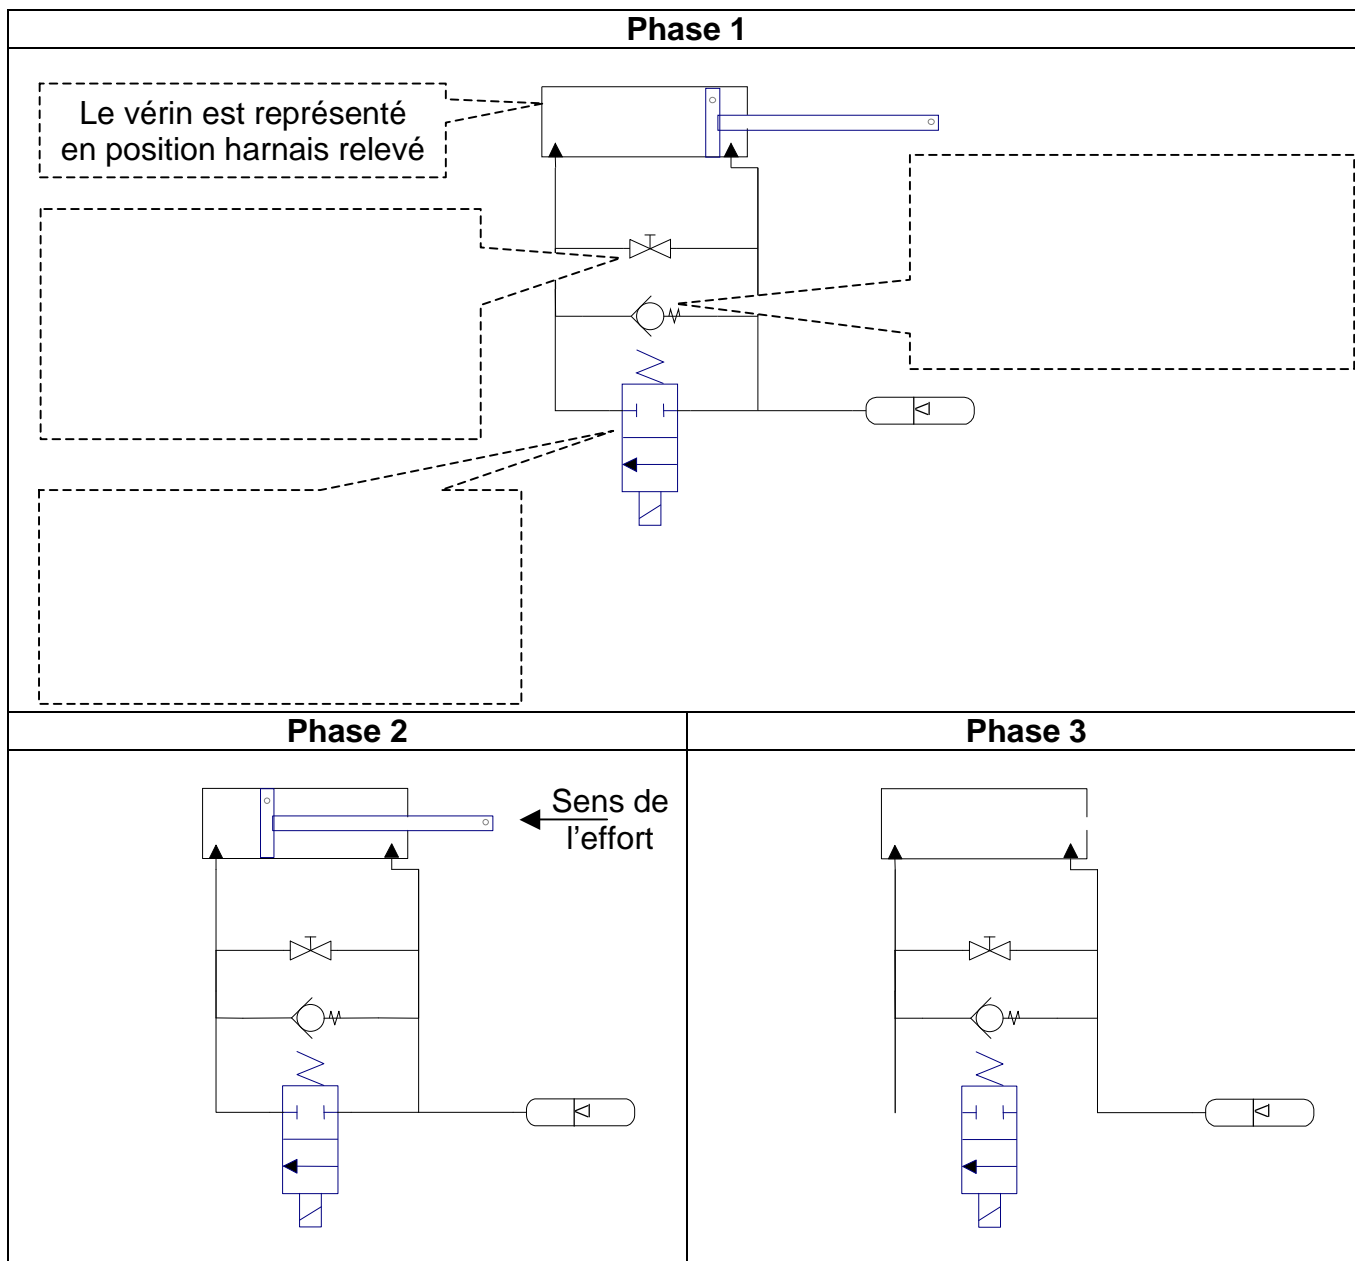 Phase 1
Le vérin est représenté
en position harnais relevé
Phase 2
Phase 3
Sens de
l'effort